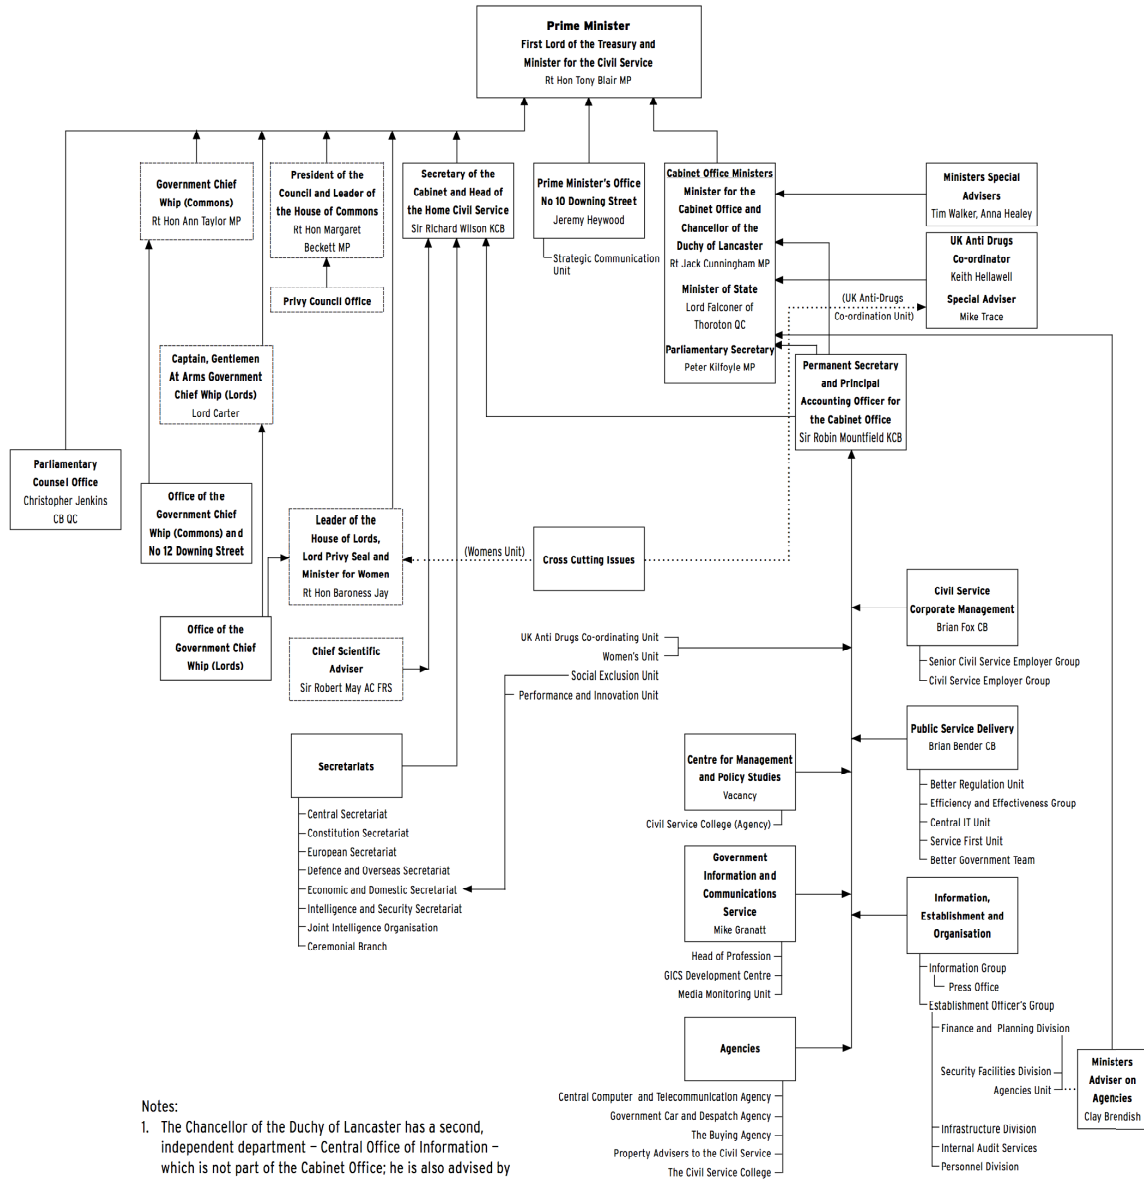 Prime Minister
First Lord of the Treasury and
Minister for the Civil Service
Rt Hon Tony Blair MP
Government Chief
Whip (Commons)
Rt Hon Ann Taylor MP
President of the
Council and Leader of
the House of Commons
Rt Hon Margaret
Beckett MP
Secretary of the
Cabinet and Head of
the Home Civil Service
Sir Richard Wilson KCB
Prime Minister's Office
No 10 Downing Street
Jeremy Heywood
Strategic Communication
Unit
Cabinet Office Ministers
Minister for the
Cabinet Office and
Chancellor of the
Duchy of Lancaster
Rt Jack Cunningham MP
Minister of State
Lord Falconer of
Thoroton QC
Parliamentary Secretary
Peter Kilfoyle MP
Ministers Special
Advisers
Tim Walker, Anna Healey
UK Anti Drugs
Co-ordinator
Keith Hellawell
Special Adviser
Mike Trace
(UK Anti-Drugs
Co-ordination Unit)
Privy Council Office
Captain, Gentlemen
At Arms Government
Chief Whip (Lords)
Lord Carter
Permanent Secretary
and Principal
Accounting Officer for
the Cabinet Office
Sir Robin Mountfield KCB
Parliamentary
Counsel Office
Christopher Jenkins
CB QC
Office of the
Government Chief
Whip (Commons) and
No 12 Downing Street
Leader of the
House of Lords,
Lord Privy Seal and
Minister for Women
Rt Hon Baroness Jay
(Womens Unit)
Cross Cutting Issues
Office of the
Government Chief
Whip (Lords)
Chief Scientific
Adviser
Sir Robert May AC FRS
UK Anti Drugs Co-ordinating Unit
Women's Unit
Social Exclusion Unit
Performance and Innovation Unit
Civil Service
Corporate Management
Brian Fox CB
Senior Civil Service Employer Group
Civil Service Employer Group
Secretariats
Central Secretariat
Constitution Secretariat
European Secretariat
Defence and Overseas Secretariat
Economic and Domestic Secretariat
Intelligence and Security Secretariat
Joint Intelligence Organisation
Ceremonial Branch
Centre for Management
and Policy Studies
Vacancy
Civil Service College (Agency)
Public Service Delivery
Brian Bender CB
Better Regulation Unit
Efficiency and Effectiveness Group
Central IT Unit
Service First Unit
Better Government Team
Government
Information and
Communications
Service
Mike Granatt
Head of Profession
GICS Development Centre
Media Monitoring Unit
Information,
Establishment and
Organisation
Information Group
Press Office
Establishment Officer's Group
Finance and Planning Division
Security Facilities Division
Agencies Unit
Infrastructure Division
Internal Audit Services
Personnel Division
Ministers
Adviser on
Agencies
Clay Brendish
Agencies
Central Computer and Telecommunication Agency
Government Car and Despatch Agency
The Buying Agency
Property Advisers to the Civil Service
The Civil Service College
Notes:
1. The Chancellor of the Duchy of Lancaster has a second,
independent department – Central Office of Information –
which is not part of the Cabinet Office; he is also advised by